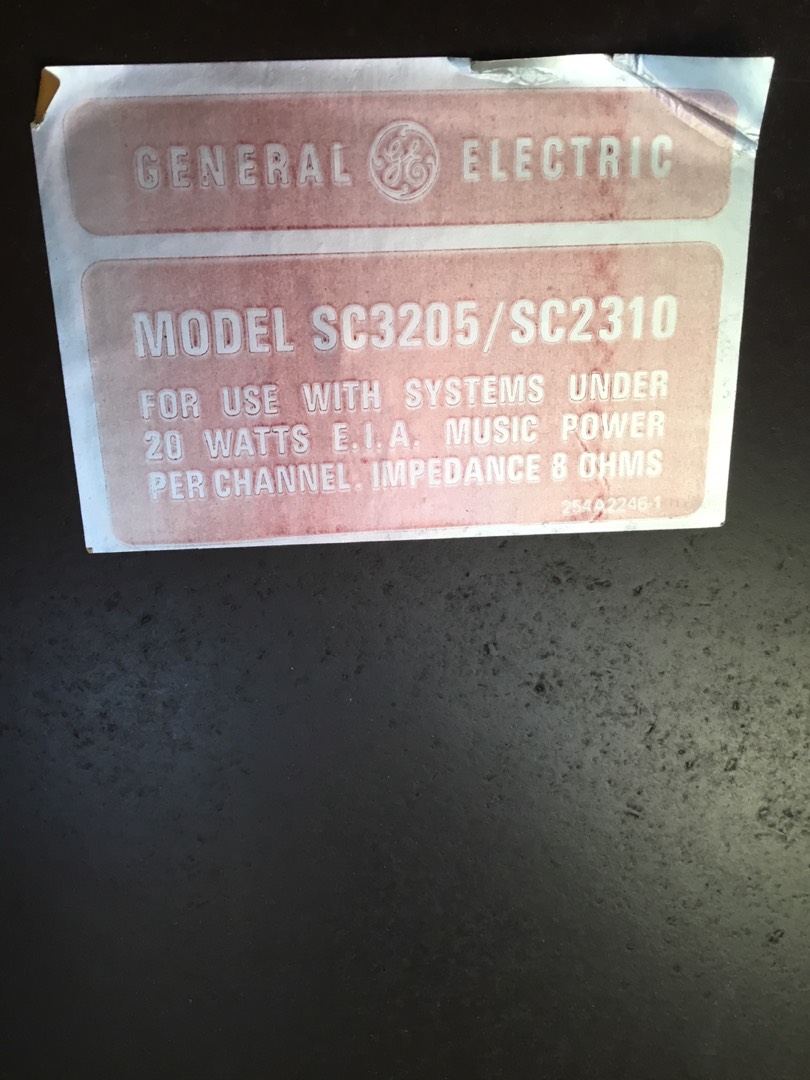 GENERAL GE ELECTRIC
MODEL SC3205/SC2310
FOR USE WITH SYSTEMS UNDER
20 WATTS E.I.A. MUSIC POWER
PER CHANNEL. IMPEDANCE 8 OHMS
254A2246-1